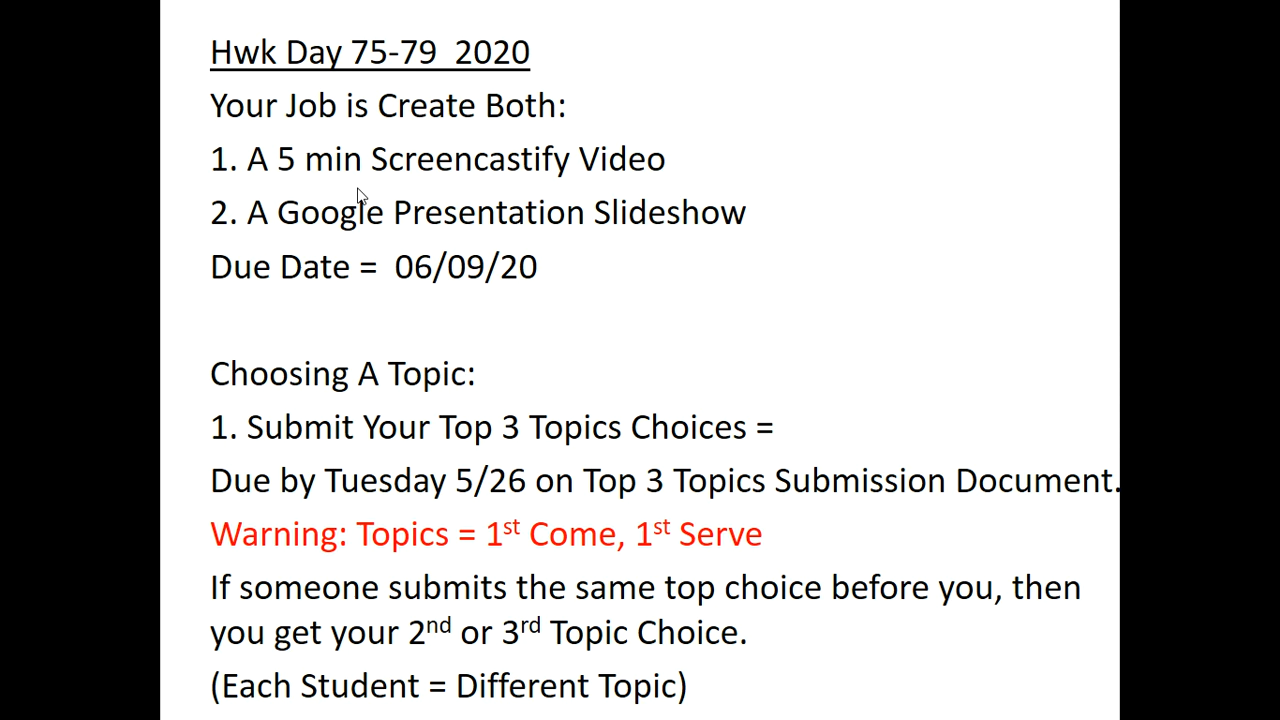 Hwk Day 75-79 2020
Your Job is Create Both:
1. A 5 min Screencastify Video
2. A Google Presentation Slideshow
Due Date = 06/09/20
Choosing A Topic:
1. Submit Your Top 3 Topics Choices =
Due by Tuesday 5/26 on Top 3 Topics Submission Document.
Warning: Topics = 1st Come, 1st Serve
If someone submits the same top choice before you, then
you get your 2nd or 3rd Topic Choice.
(Each Student = Different Topic)